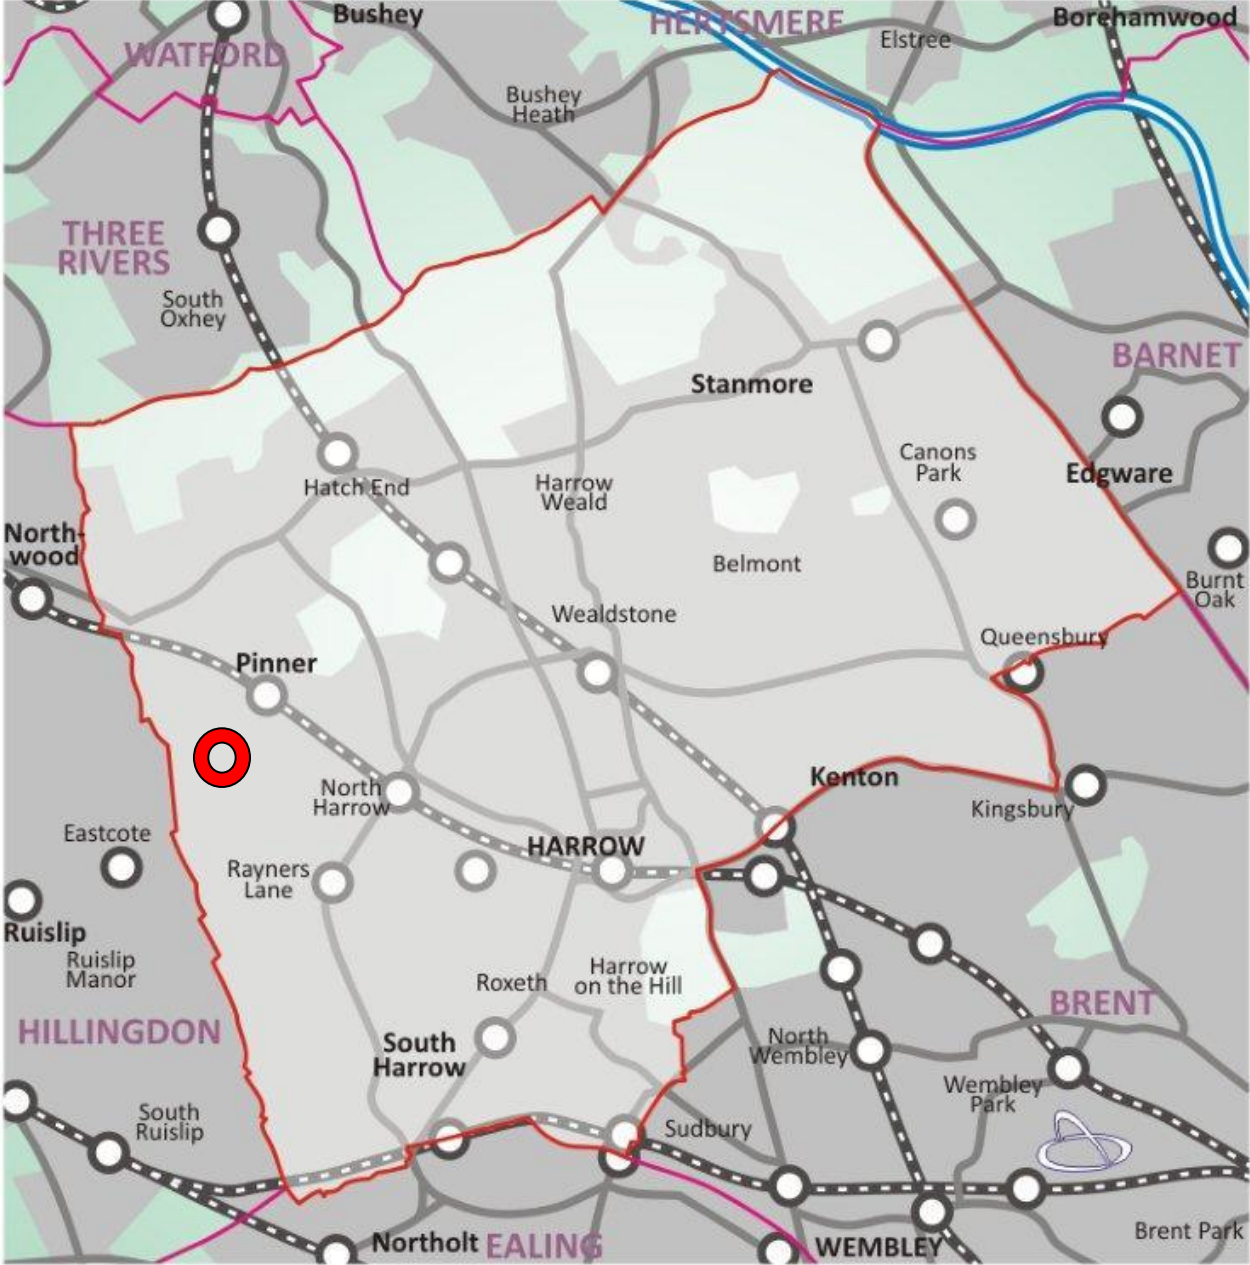 Bushey
HERTSMERE
Borehamwood
WATFORD
Elstree
Bushey
Heath
THREE
RIVERS
South
Oxhey
BARNET
Stanmore
Canons
Park
Edgware
Hatch End
Harrow
Weald
North-
wood
Belmont
Burnt
Oak
Wealdstone
Queensbury
Pinner
Kenton
North
Harrow
Kingsbury
Eastcote
HARROW
Rayners
Lane
Ruislip
Ruislip
Manor
Roxeth
Harrow
on the Hill
HILLINGDON
BRENT
South
Harrow
North
Wembley
Wembley
Park
South
Ruislip
Sudbury
Northolt
EALING
WEMBLEY
Brent Park